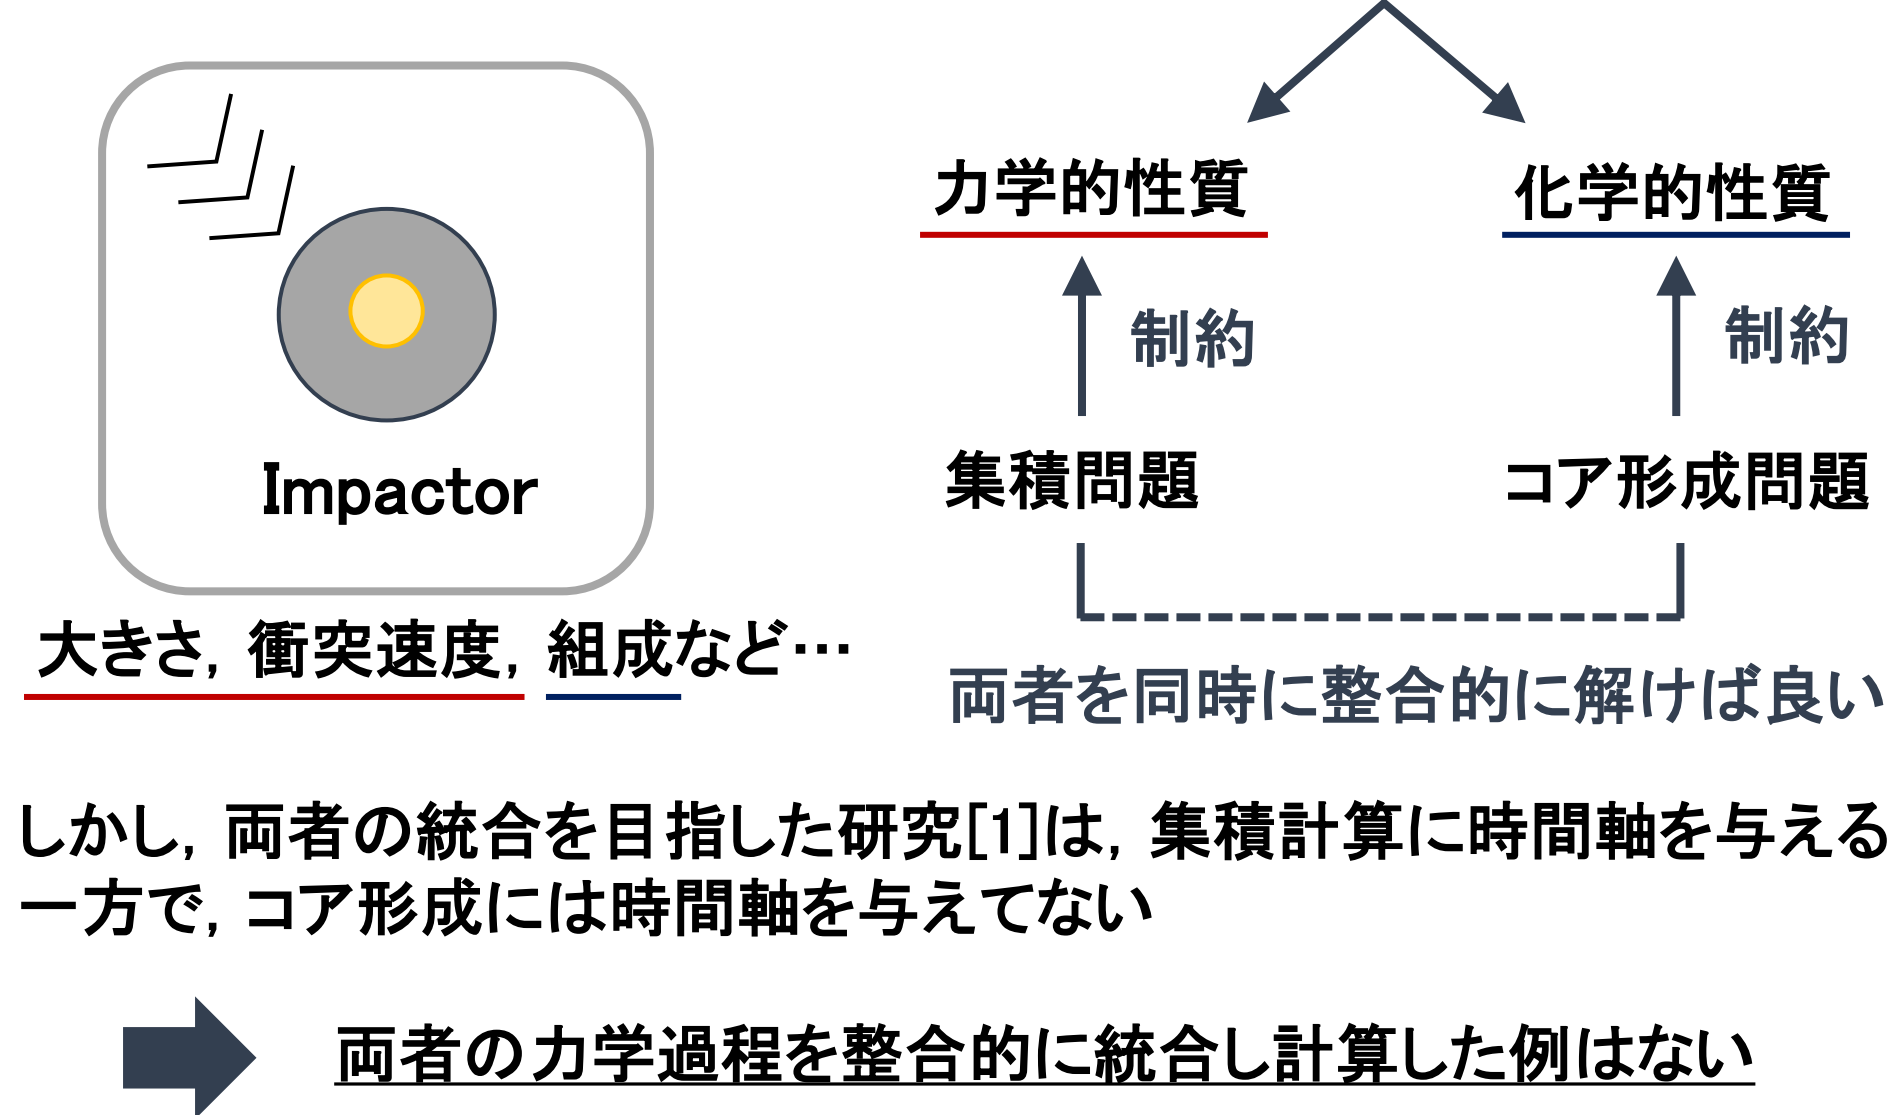 Impactor
大きさ, 衝突速度, 組成など…
力学的性質
化学的性質
制約
制約
集積問題
コア形成問題
両者を同時に整合的に解けば良い
しかし, 両者の統合を目指した研究[1]は, 集積計算に時間軸を与える
一方で, コア形成には時間軸を与えてない
両者の力学過程を整合的に統合し計算した例はない